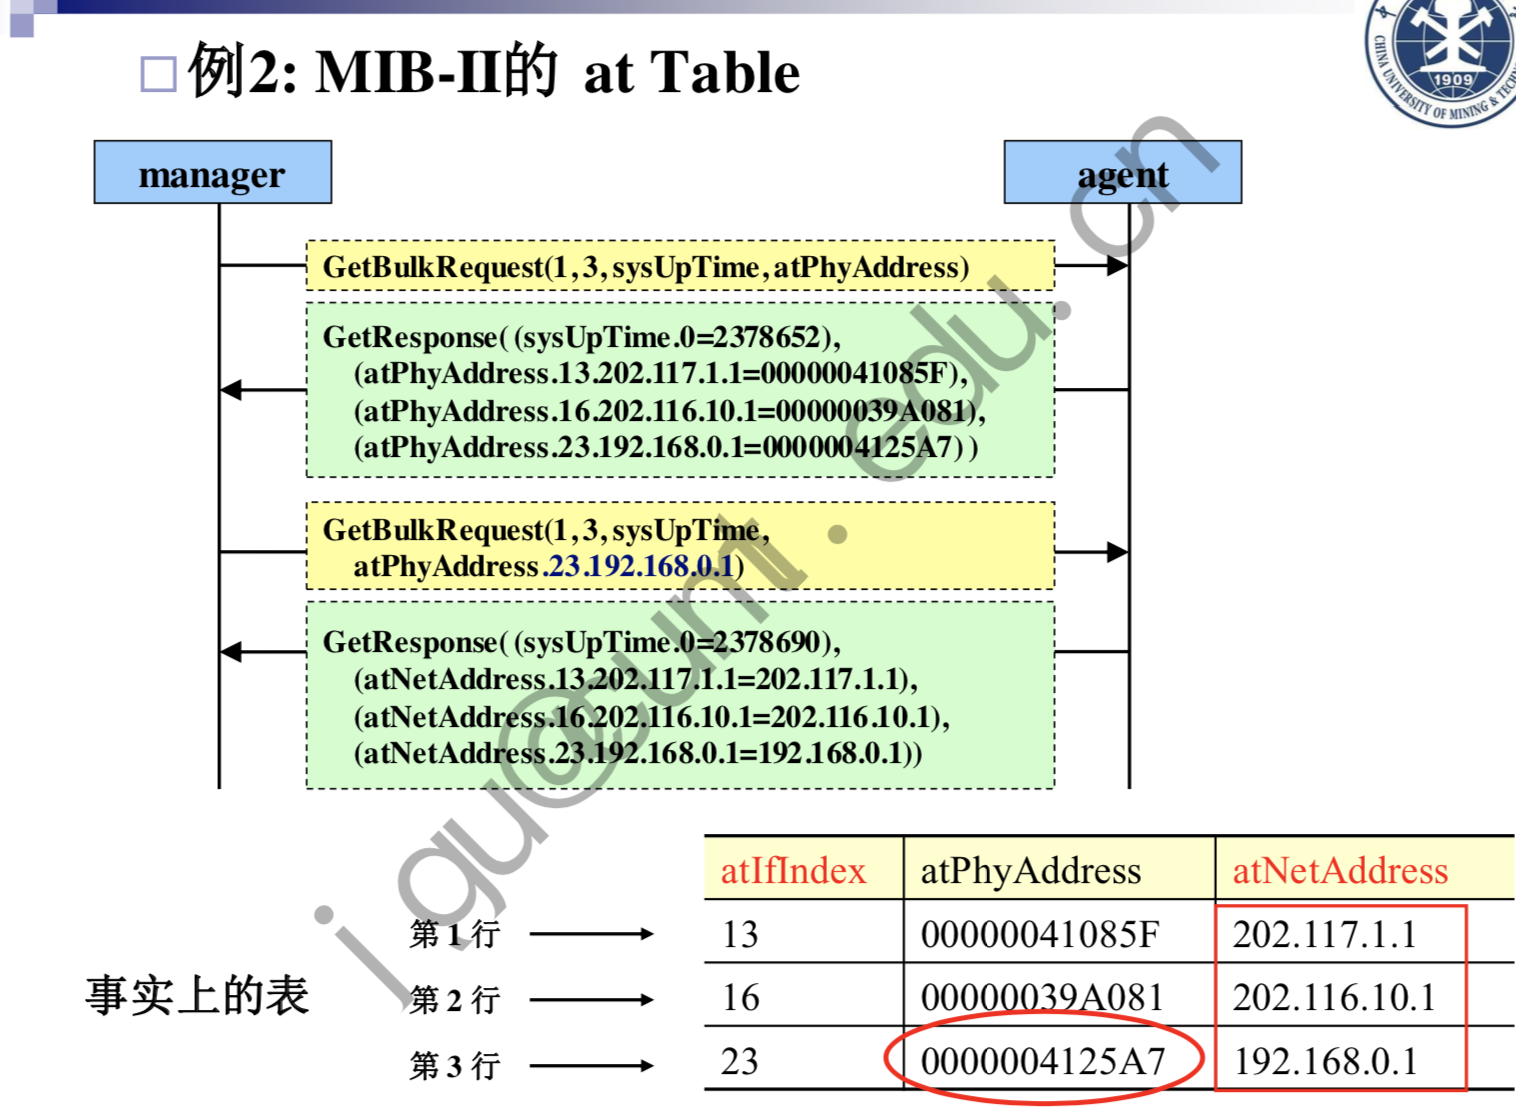 例2: MIB-II的 at Table
CHINA UNIVERSITY OF MINING &
1909
manager
agent
GetBulkRequest(1, 3, sysUpTime, atPhyAddress)
GetResponse( (sysUpTime.0=2378652),
(atPhyAddress.13.202.117.1.1=00000041085F),
(atPhyAddress.16.202.116.10.1=00000039A081),
(atPhyAddress.23.192.168.0.1=0000004125A7) )
GetBulkRequest(1, 3, sysUpTime,
atPhyAddress.23.192.168.0.1)
GetResponse( (sysUpTime.0=2378690),
(atNetAddress.13.202.117.1.1=202.117.1.1),
(atNetAddress.16.202.116.10.1=202.116.10.1),
(atNetAddress.23.192.168.0.1=192.168.0.1))
atIfIndex atPhyAddress atNetAddress
第 1 行 13 00000041085F 202.117.1.1
事实上的表
第 2 行 16 00000039A081 202.116.10.1
第 3 行 23 0000004125A7 192.168.0.1